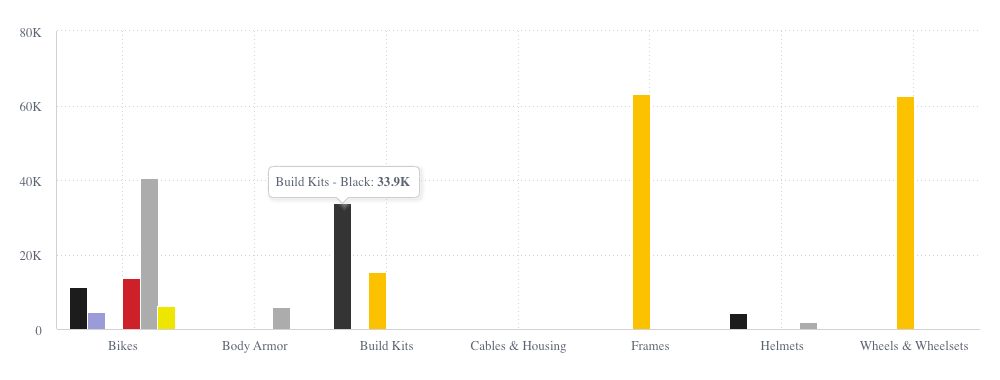 80K
60K
40K
20K
0
Build Kits - Black: 33.9K
Bikes
Body Armor
Build Kits
Cables & Housing
Frames
Helmets
Wheels & Wheelsets